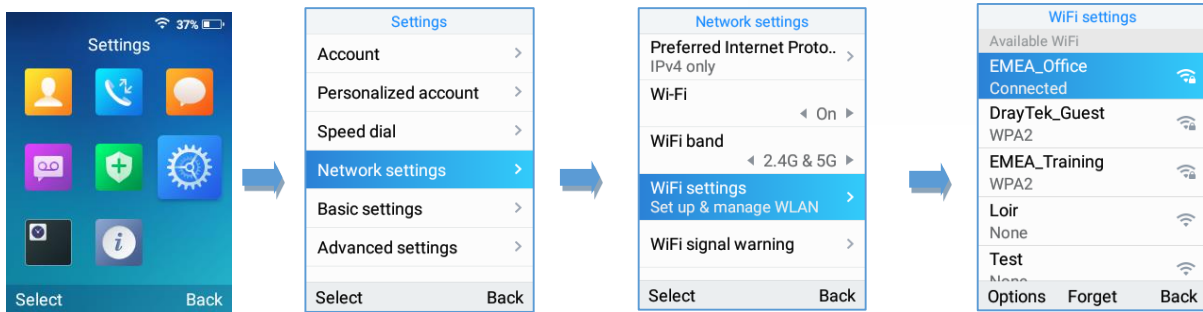 37%
Settings
Select Back
Settings
Account
Personalized account
Speed dial
Network settings
Basic settings
Advanced settings
Select Back
Network settings
Preferred Internet Proto..
IPv4 only
Wi-Fi
On
WiFi band
2.4G & 5G
WiFi settings
Set up & manage WLAN
WiFi signal warning
Select Back
WiFi settings
Available WiFi
EMEA_Office
Connected
DrayTek_Guest
WPA2
EMEA_Training
WPA2
Loir
None
Test
None
Options Forget Back